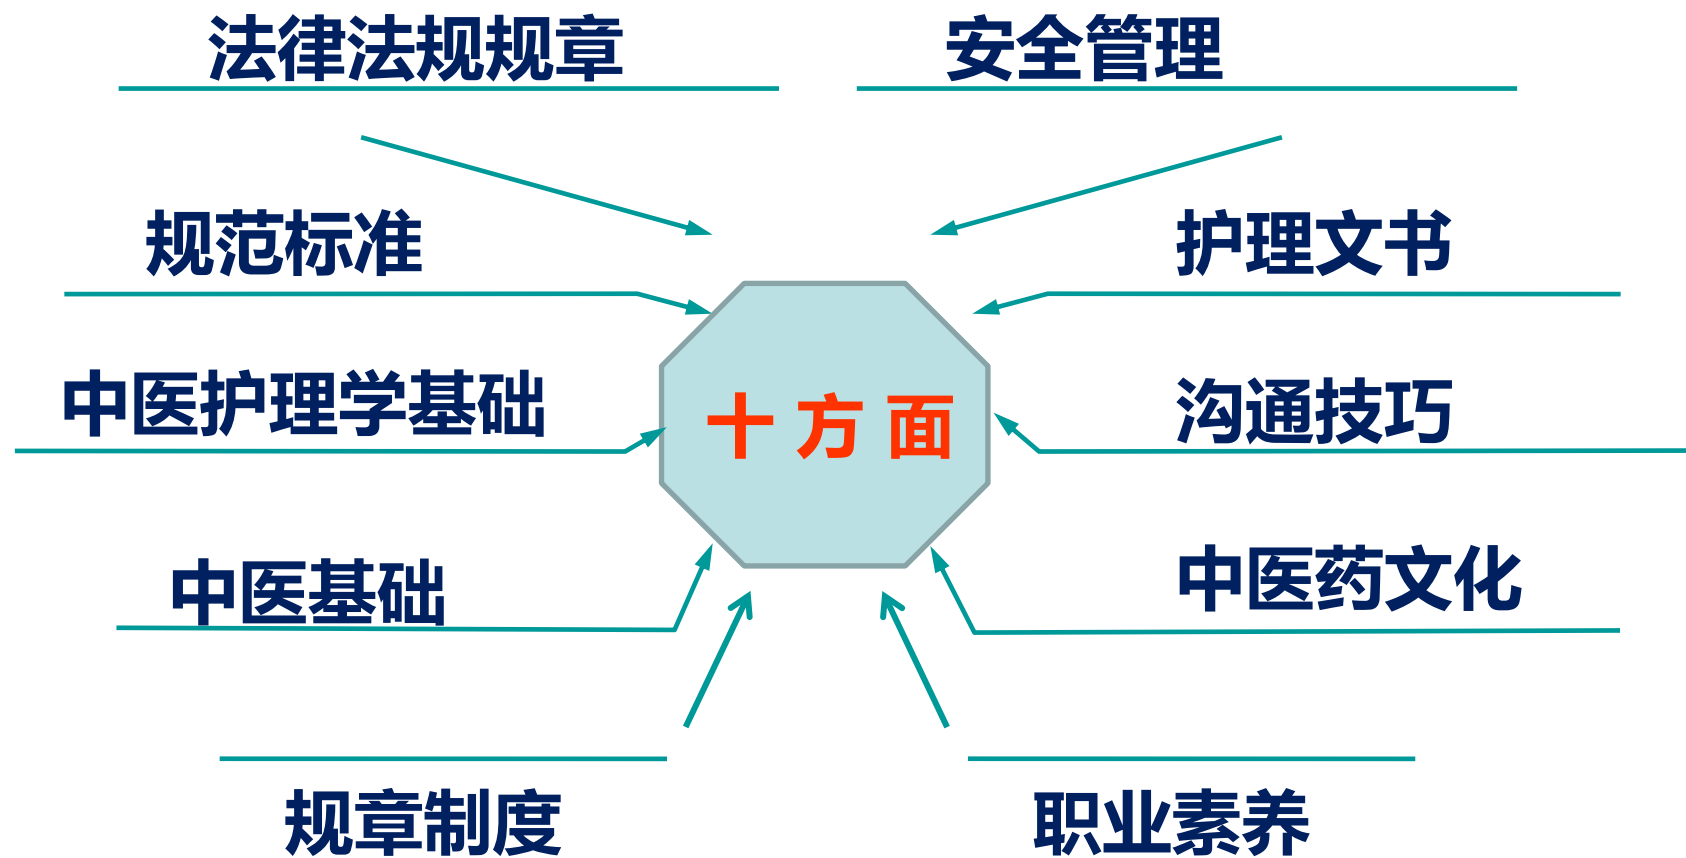 法律法规规章
安全管理
规范标准
护理文书
中医护理学基础
沟通技巧
十方面
中医基础
中医药文化
规章制度
职业素养